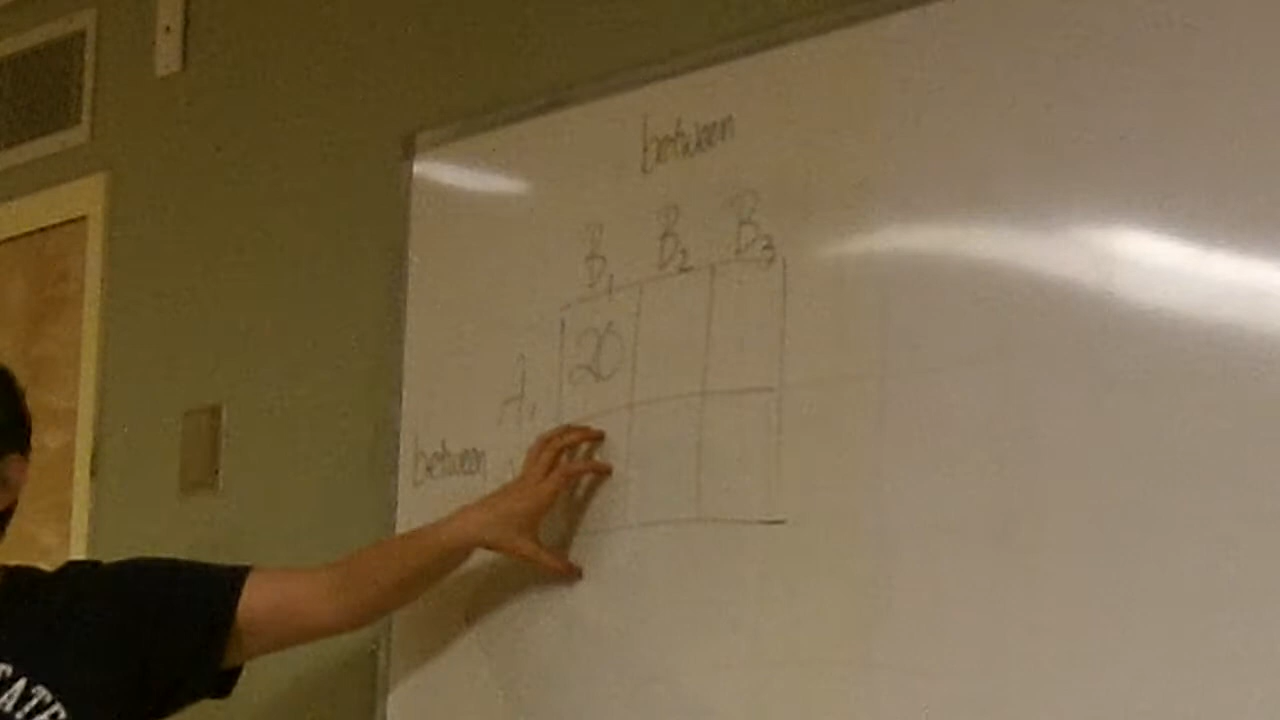 between
B₁ B₂ B₃
A₁ 20
between